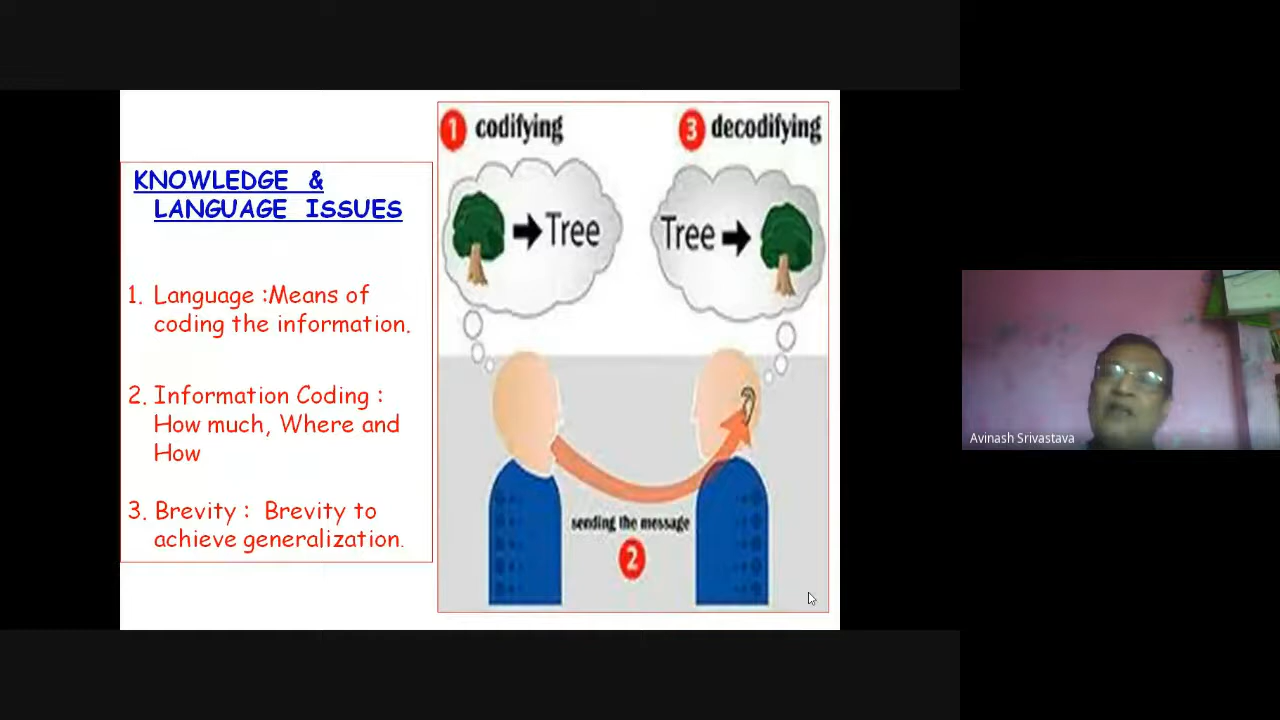 KNOWLEDGE &
LANGUAGE ISSUES
1. Language :Means of
coding the information.
2. Information Coding :
How much, Where and
How
3. Brevity : Brevity to
achieve generalization.
1 codifying
3 decodifying
Tree
Tree
sending the message
2
Avinash Srivastava